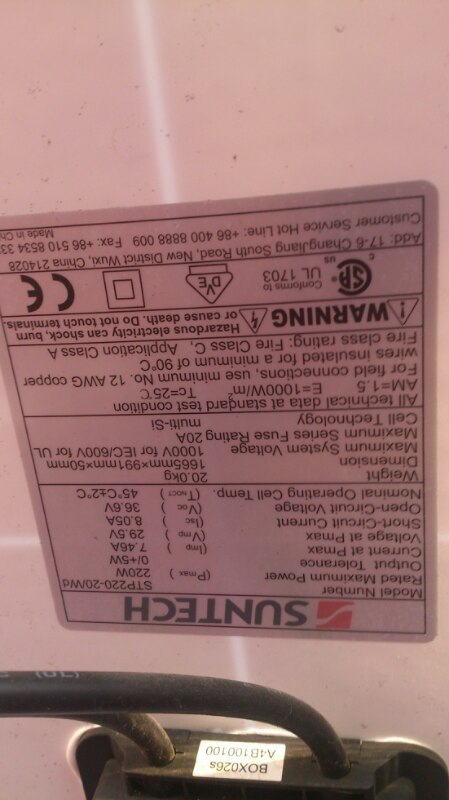 SUNTECH
Model Number STP220-20/Wd
Rated Maximum Power (Pmax) 220W
Output Tolerance 0/+5W
Current at Pmax (Imp) 7.46A
Voltage at Pmax (Vmp) 29.5V
Short-Circuit Current (Isc) 8.05A
Open-Circuit Voltage (Voc) 36.6V
Nominal Operating Cell Temp. (TNOCT) 45°C±2°C
Weight 20.0kg
Dimension 1665mm×991mm×50mm
Maximum System Voltage 1000V for IEC/600V for UL
Maximum Series Fuse Rating 20A
Cell Technology multi-Si
All technical data at standard test condition
AM=1.5 E=1000W/m² Tc=25°C
For field connections, use minimum No. 12 AWG copper
wires insulated for a minimum of 90°C
Fire class rating: Fire class C, Application Class A
WARNING Hazardous electricity can shock, burn
or cause death. Do not touch terminals.
C SP US Conforms to UL 1703 DVE CE
Add: 17-6 ChangJiang South Road, New District Wuxi, China 214028
Customer Service Hot Line: +86 400 8888 009 Fax: +86 510 8534 33
Made in Ch
BOX026s
A4B100100